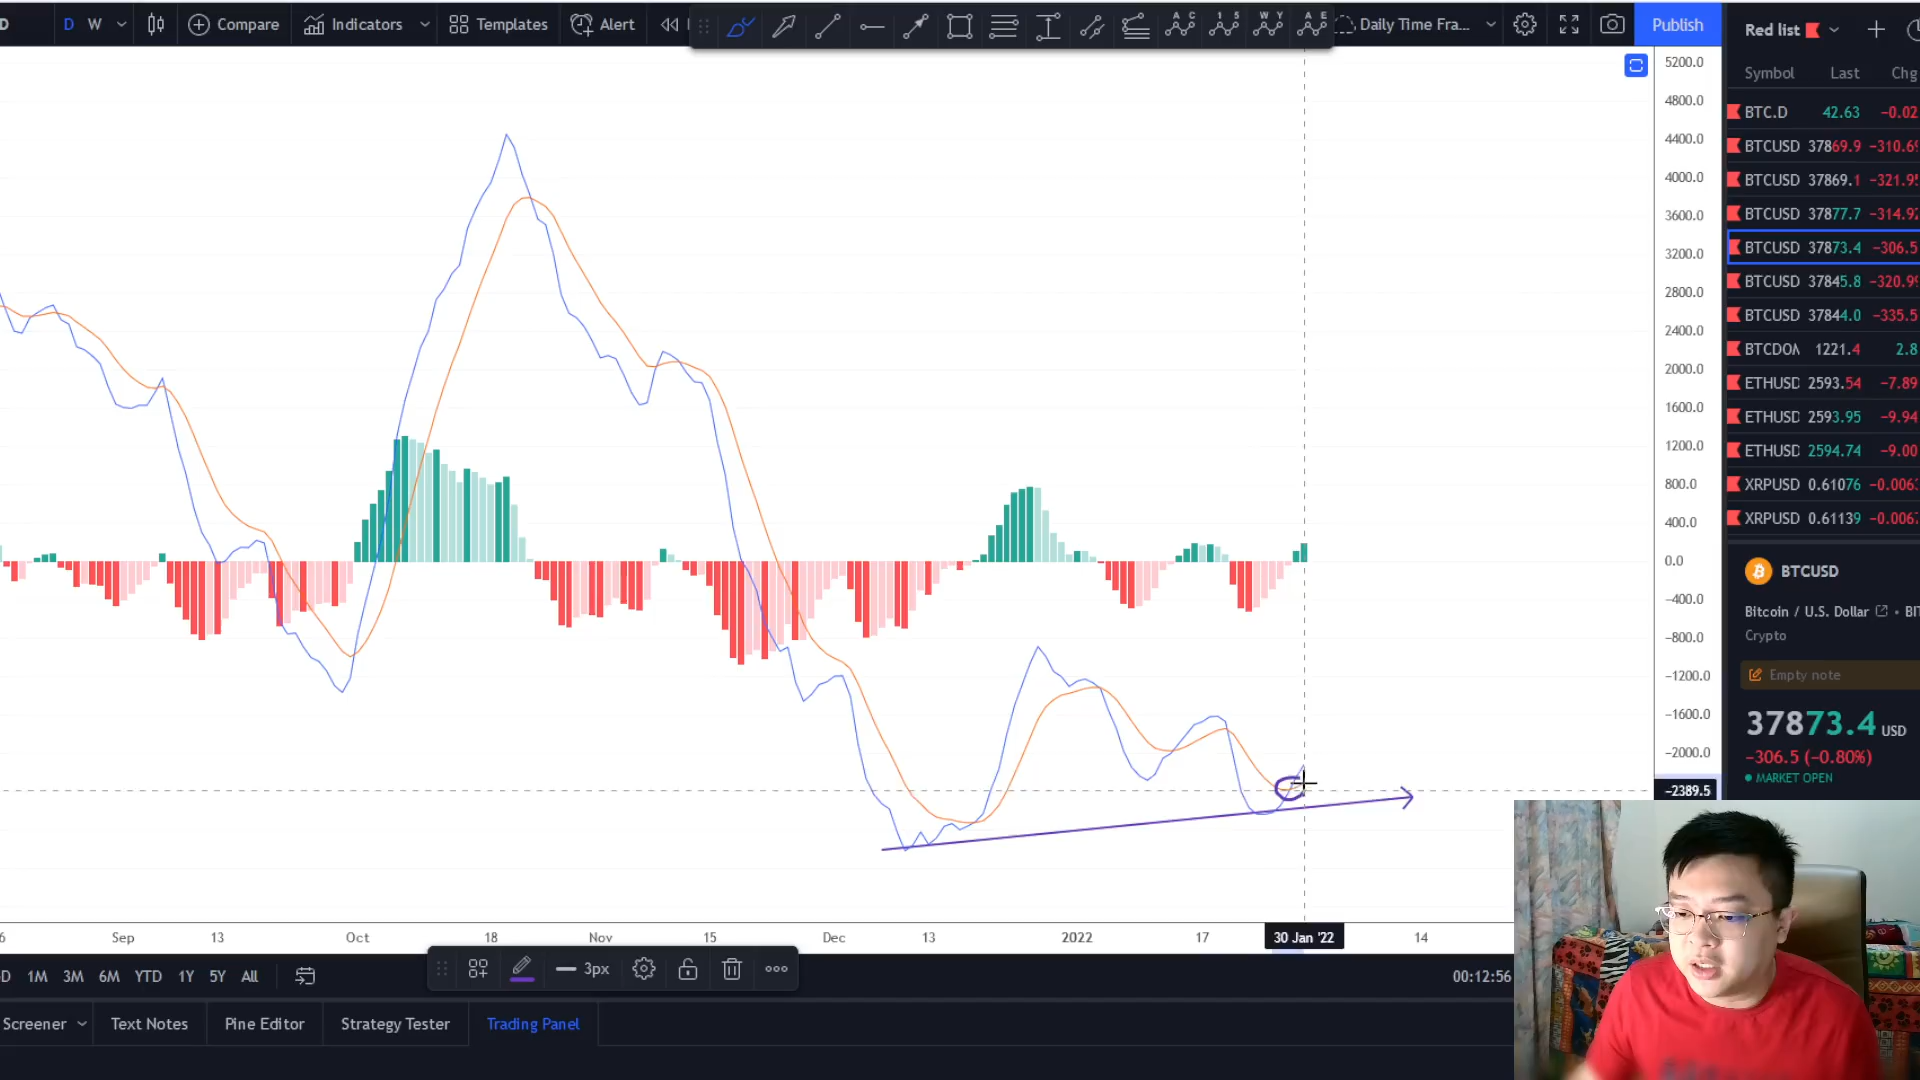 D
D
W
Compare
Indicators
Templates
Alert
Daily Time Fra...
Publish
Red list
Symbol Last Chg
BTC.D 42.63 −0.02
BTCUSD 37869.9 −310.6
BTCUSD 37869.1 −321.9
BTCUSD 37877.7 −314.9
BTCUSD 37873.4 −306.5
BTCUSD 37845.8 −320.9
BTCUSD 37844.0 −335.5
BTCDO 1221.4 2.8
ETHUSD 2593.54 −7.89
ETHUSD 2593.95 −9.94
ETHUSD 2594.74 −9.00
XRPUSD 0.61076 −0.006
XRPUSD 0.61139 −0.006
BTCUSD
Bitcoin / U.S. Dollar • BI
Crypto
Empty note
37873.4 USD
−306.5 (−0.80%)
MARKET OPEN
5200.0
4800.0
4400.0
4000.0
3600.0
3200.0
2800.0
2400.0
2000.0
1600.0
1200.0
800.0
400.0
0.0
−400.0
−800.0
−1200.0
−1600.0
−2000.0
−2389.5
6 Sep 13 Oct 18 Nov 15 Dec 13 2022 17 30 Jan '22 14
D 1M 3M 6M YTD 1Y 5Y All
3px
00:12:56
Screener Text Notes Pine Editor Strategy Tester Trading Panel